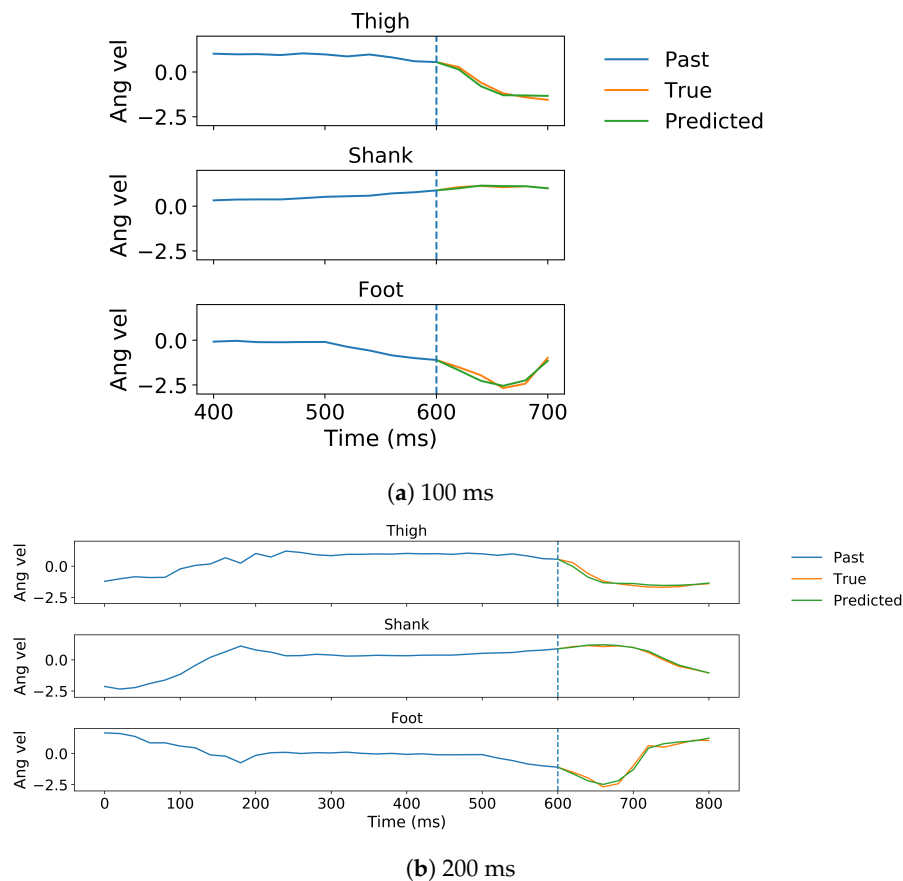 Thigh
Ang vel
0.0
−2.5
Past
True
Predicted
Shank
Ang vel
0.0
−2.5
Foot
Ang vel
0.0
−2.5
400 500 600 700
Time (ms)
(a) 100 ms
Thigh
Ang vel
0.0
−2.5
Past
True
Predicted
Shank
Ang vel
0.0
−2.5
Foot
Ang vel
0.0
−2.5
0 100 200 300 400 500 600 700 800
Time (ms)
(b) 200 ms